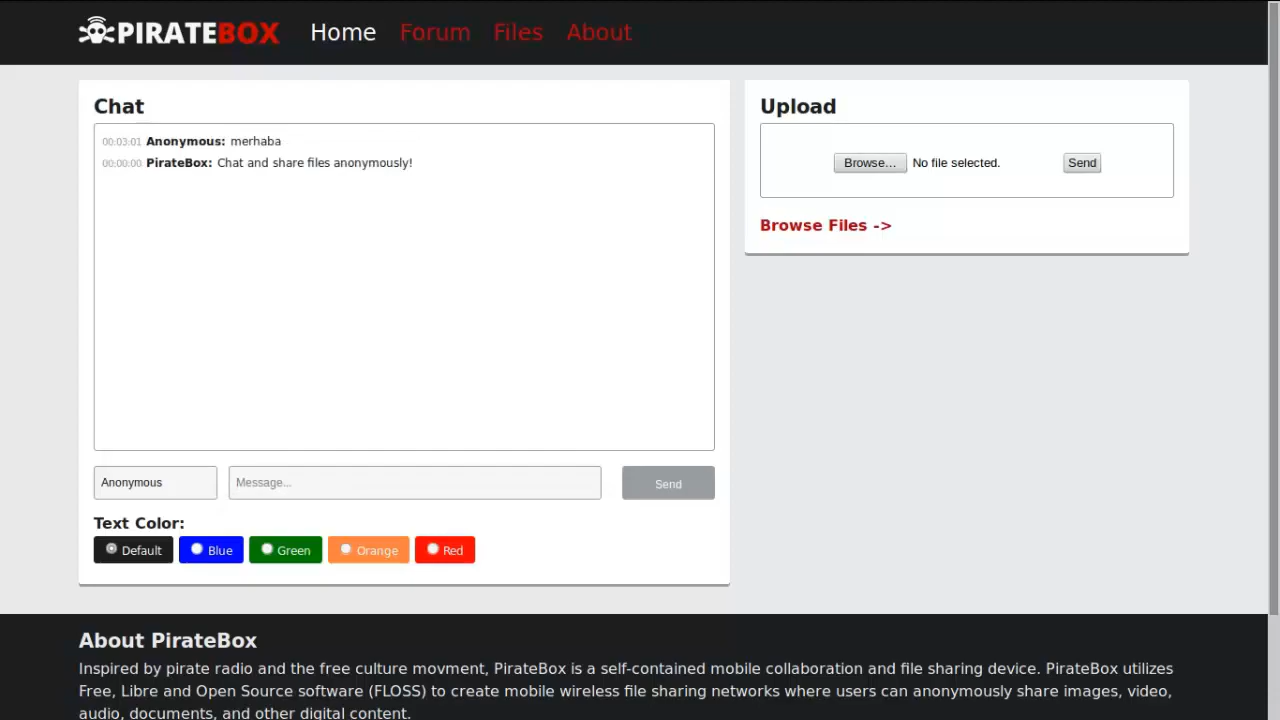 PIRATEBOX Home Forum Files About
Chat
00:03:01 Anonymous: merhaba
00:00:00 PirateBox: Chat and share files anonymously!
Anonymous Message... Send
Text Color:
Default Blue Green Orange Red
Upload
Browse... No file selected. Send
Browse Files ->
About PirateBox
Inspired by pirate radio and the free culture movment, PirateBox is a self-contained mobile collaboration and file sharing device. PirateBox utilizes
Free, Libre and Open Source software (FLOSS) to create mobile wireless file sharing networks where users can anonymously share images, video,
audio, documents, and other digital content.